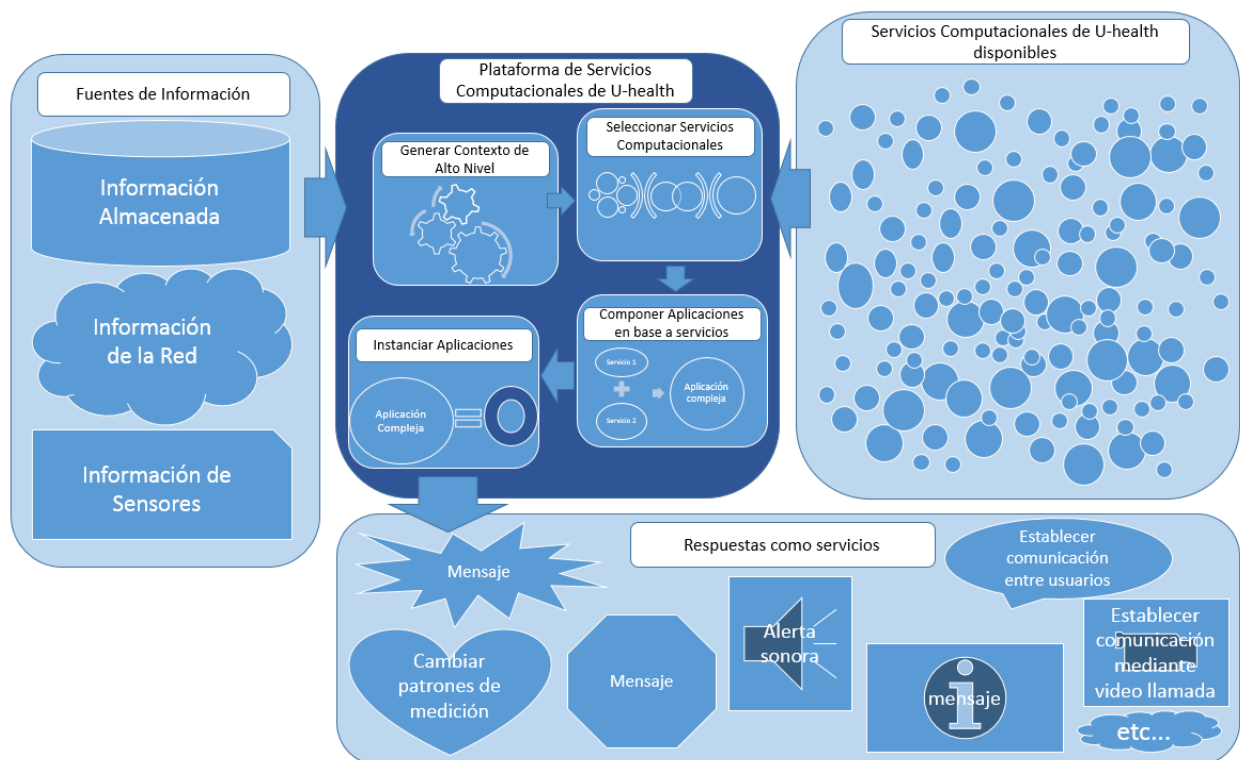 Fuentes de Información
Información
Almacenada
Información
de la Red
Información de
Sensores
Plataforma de Servicios
Computacionales de U-health
Generar Contexto de
Alto Nivel
Seleccionar Servicios
Computacionales
Componer Aplicaciones
en base a servicios
Servicio 1
Servicio 2
Aplicación
compleja
Instanciar Aplicaciones
Aplicación
Compleja
Servicios Computacionales de U-health
disponibles
Respuestas como servicios
Mensaje
Cambiar
patrones de
medición
Mensaje
Alerta
sonora
mensaje
Establecer
comunicación
entre usuarios
Establecer
comunicación
mediante
video llamada
etc...